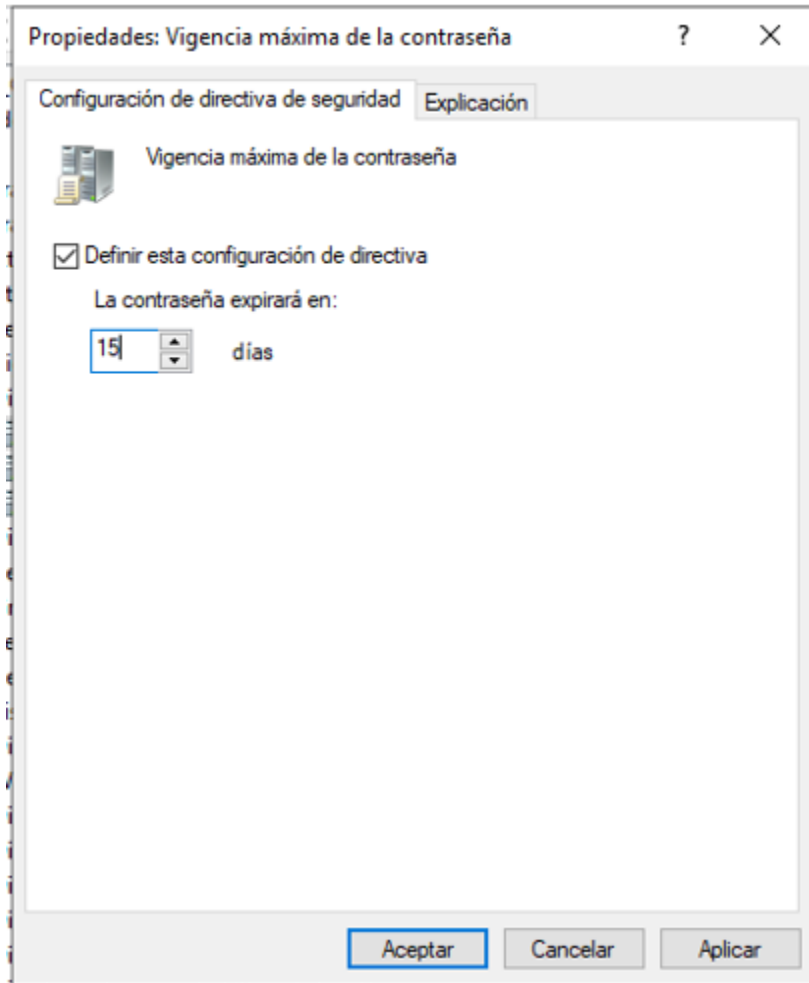 Propiedades: Vigencia máxima de la contraseña ? ×
Configuración de directiva de seguridad Explicación
Vigencia máxima de la contraseña
Definir esta configuración de directiva
La contraseña expirará en:
15 días
Aceptar Cancelar Aplicar